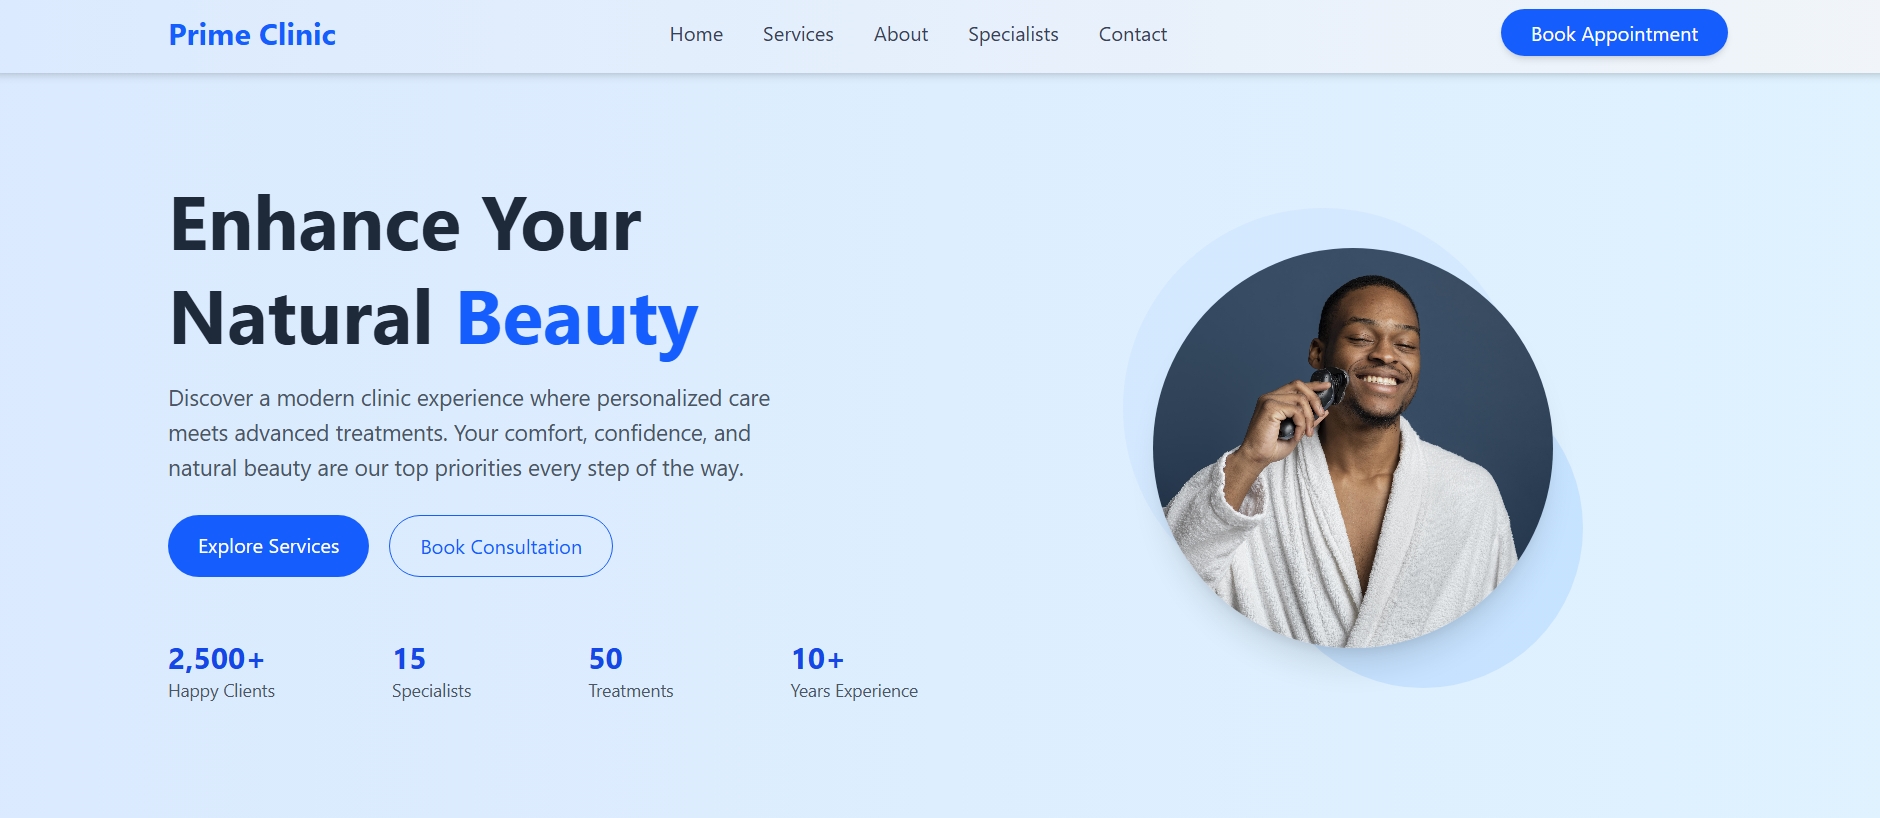 Prime Clinic
Home
Services
About
Specialists
Contact
Book Appointment
Enhance Your
Natural Beauty
Discover a modern clinic experience where personalized care
meets advanced treatments. Your comfort, confidence, and
natural beauty are our top priorities every step of the way.
Explore Services
Book Consultation
2,500+
Happy Clients
15
Specialists
50
Treatments
10+
Years Experience